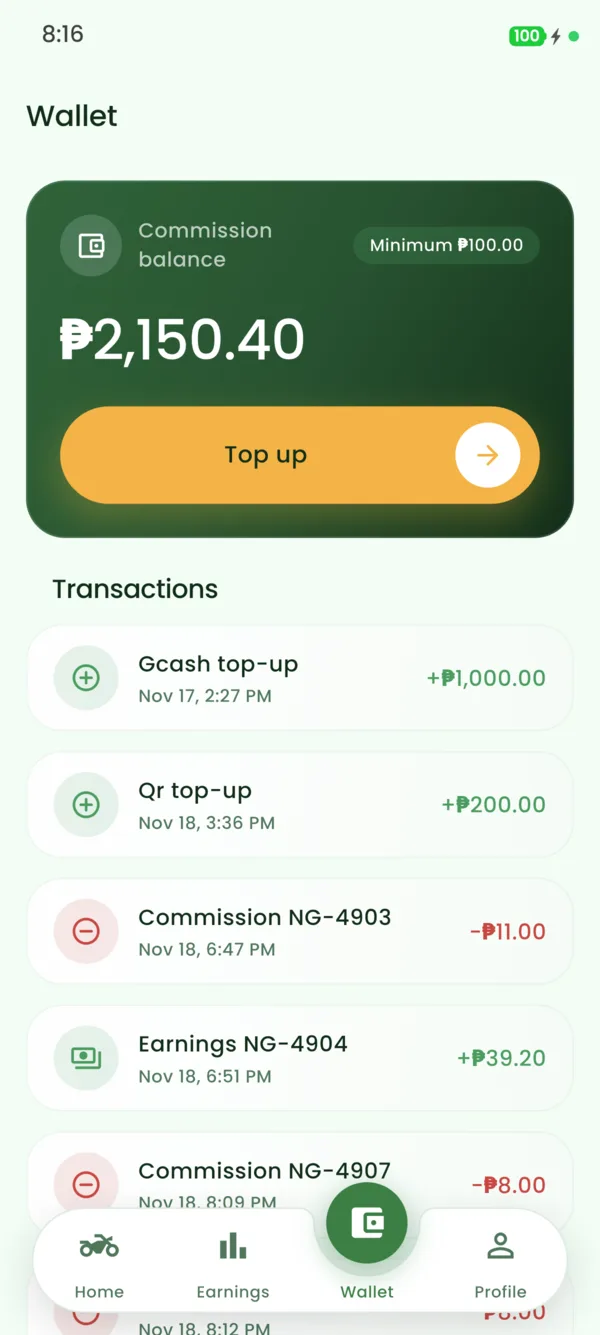 8:16
100
Wallet
Commission
balance
Minimum ₱100.00
₱2,150.40
Top up
Transactions
Gcash top-up
+₱1,000.00
Nov 17, 2:27 PM
Qr top-up
+₱200.00
Nov 18, 3:36 PM
Commission NG-4903
-₱11.00
Nov 18, 6:47 PM
Earnings NG-4904
+₱39.20
Nov 18, 6:51 PM
Commission NG-4907
-₱8.00
Nov 18, 8:09 PM
Home
Earnings
Wallet
Profile
₱8.00
Nov 18, 8:12 PM